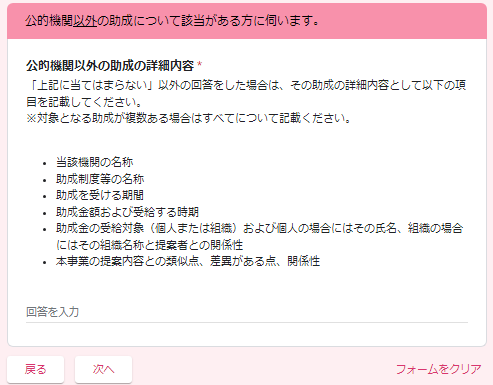 公的機関以外の助成について該当がある方に伺います。
公的機関以外の助成の詳細内容 *
「上記に当てはまらない」以外の回答をした場合は、その助成の詳細内容として以下の項
目を記載してください。
※対象となる助成が複数ある場合はすべてについて記載ください。
• 当該機関の名称
• 助成制度等の名称
• 助成を受ける期間
• 助成金額および受給する時期
• 助成金の受給対象（個人または組織）および個人の場合にはその氏名、組織の場合
にはその組織名称と提案者との関係性
• 本事業の提案内容との類似点、差異がある点、関係性
回答を入力
戻る 次へ フォームをクリア